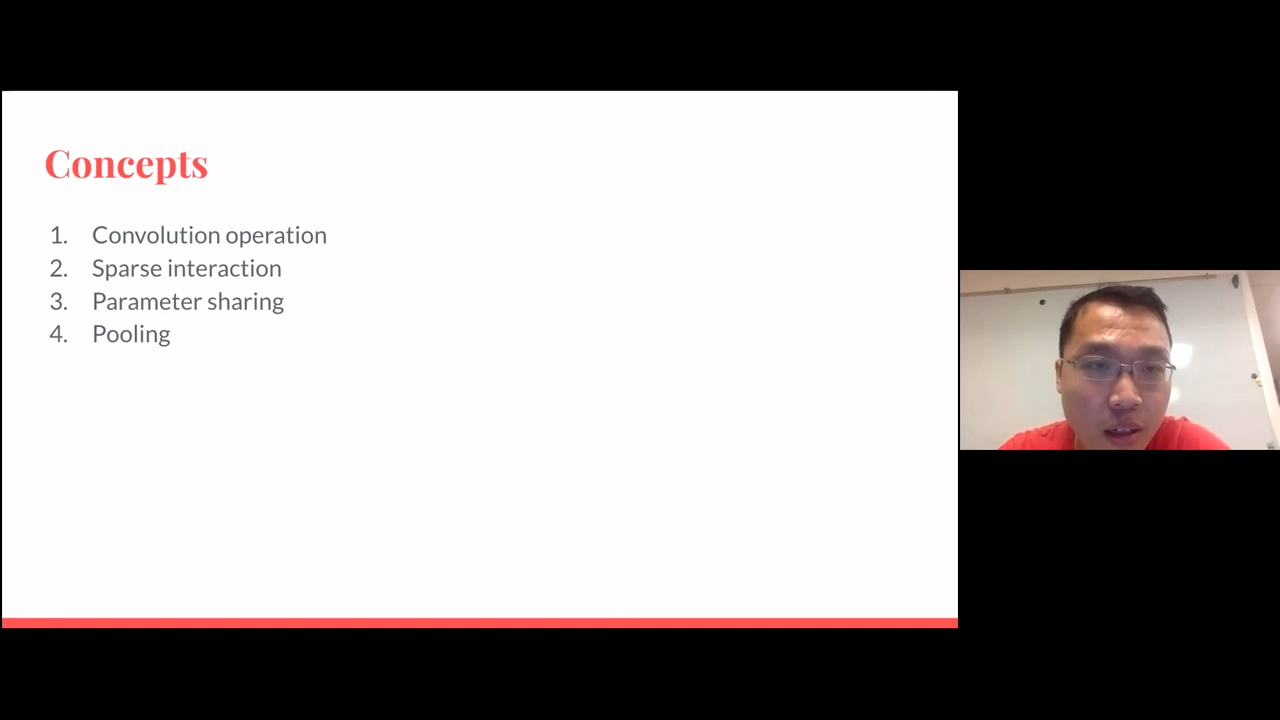 Concepts
1. Convolution operation
2. Sparse interaction
3. Parameter sharing
4. Pooling